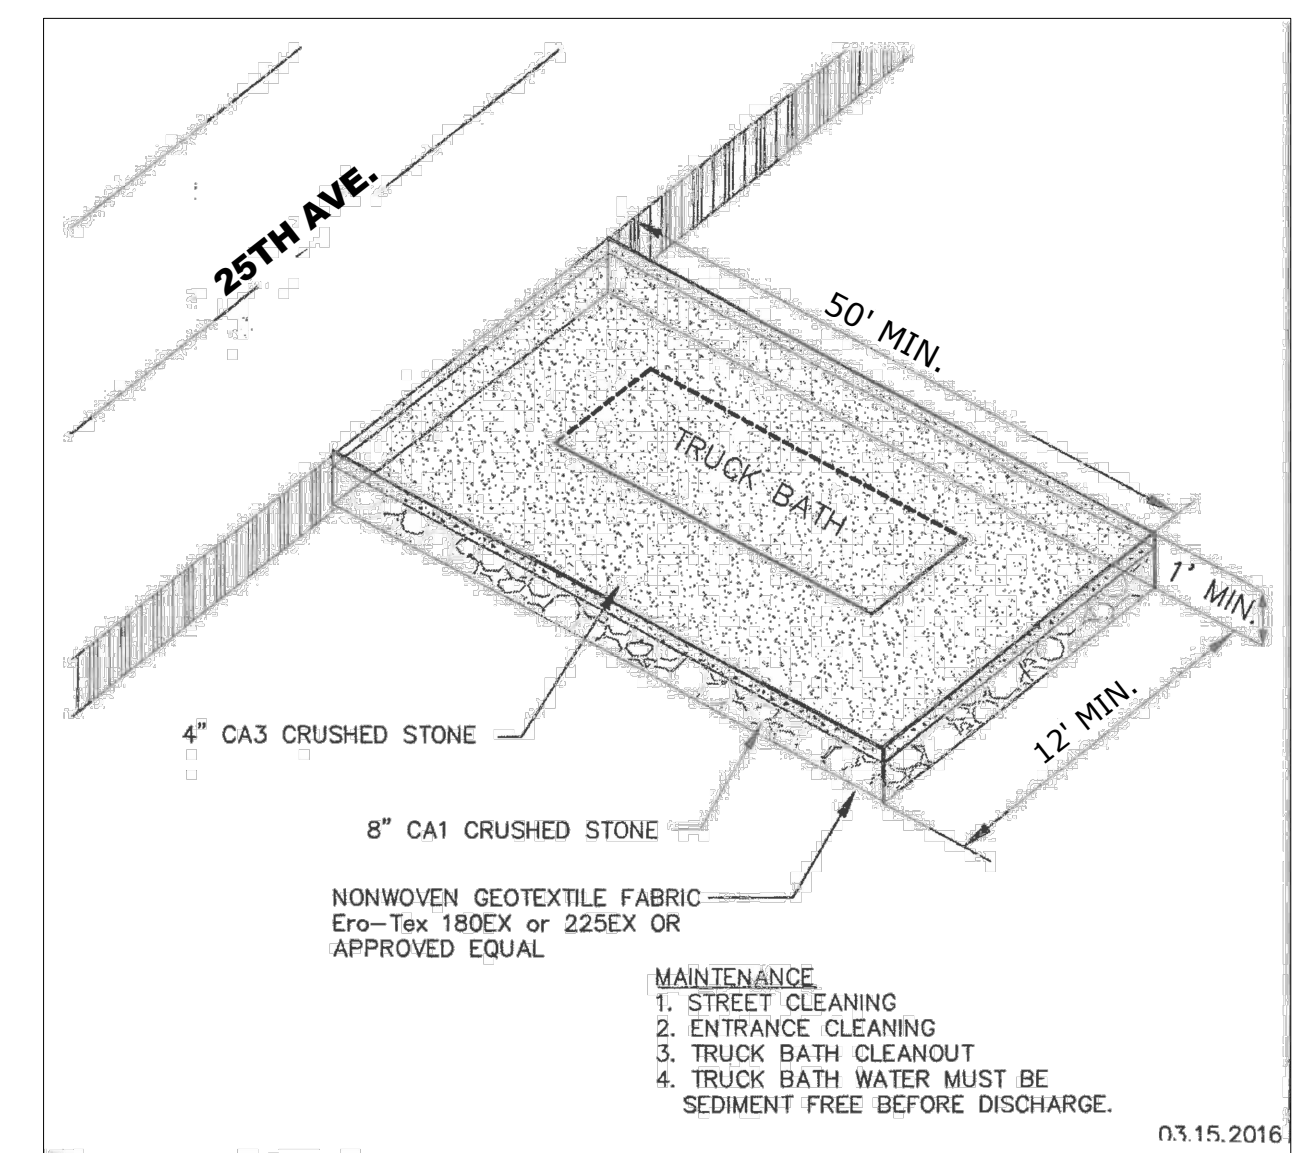 25TH AVE.
50' MIN.
TRUCK BATH
1' MIN.
12' MIN.
4" CA3 CRUSHED STONE
8" CA1 CRUSHED STONE
NONWOVEN GEOTEXTILE FABRIC
Ero-Tex 180EX or 225EX OR
APPROVED EQUAL
MAINTENANCE
1. STREET CLEANING
2. ENTRANCE CLEANING
3. TRUCK BATH CLEANOUT
4. TRUCK BATH WATER MUST BE
SEDIMENT FREE BEFORE DISCHARGE.
03.15.2016